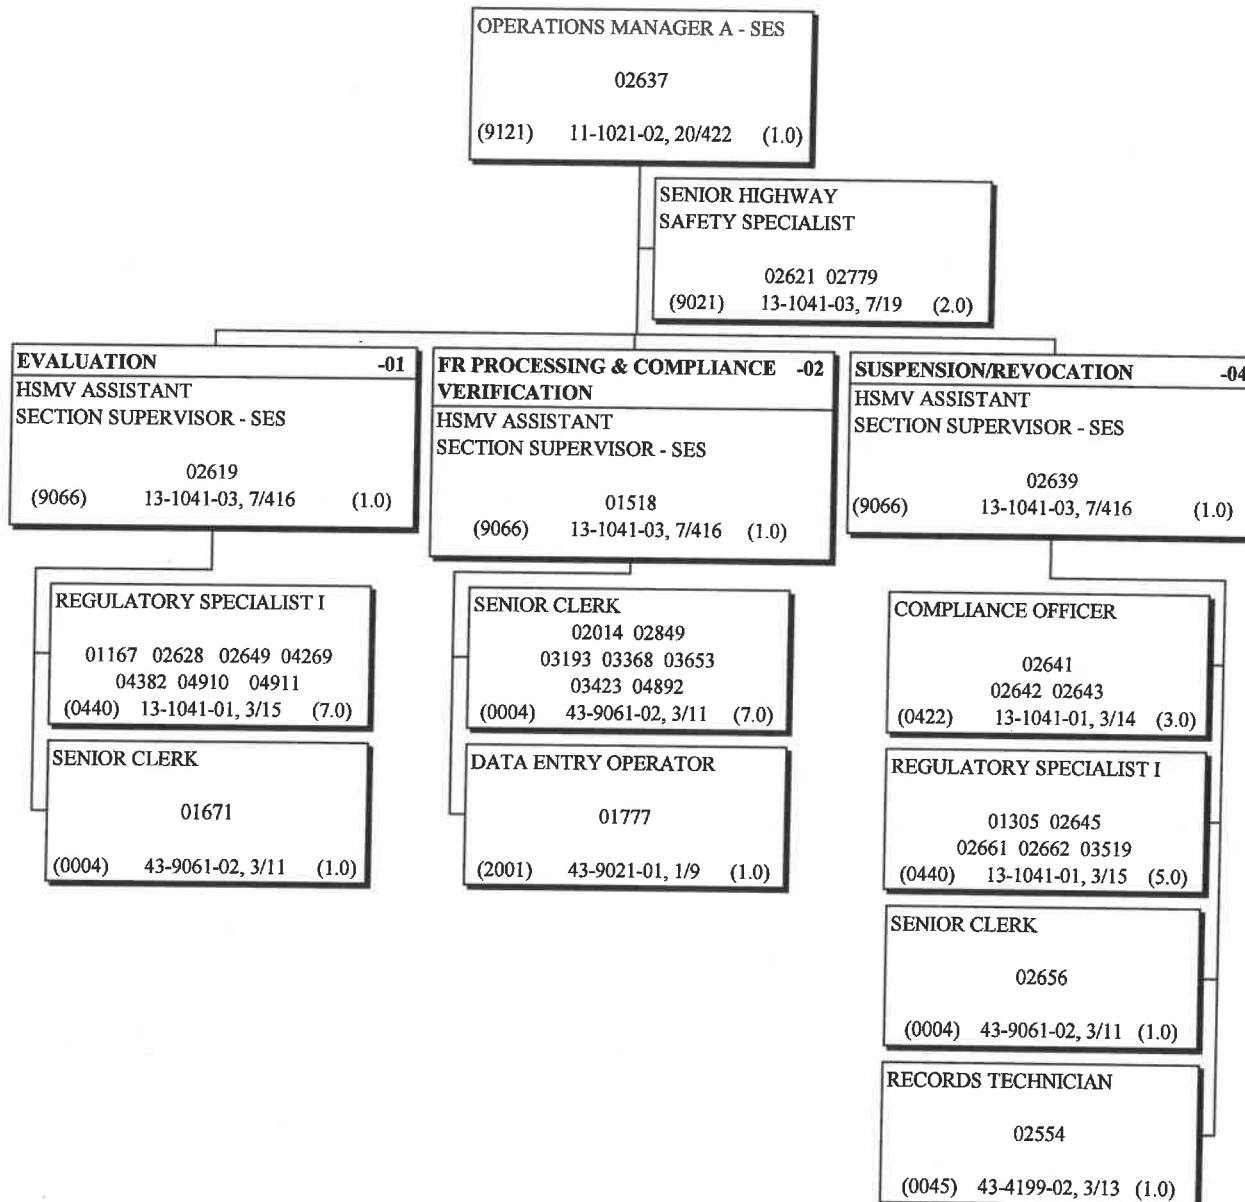 OPERATIONS MANAGER A - SES
02637
(9121) 11-1021-02, 20/422 (1.0)
SENIOR HIGHWAY
SAFETY SPECIALIST
02621 02779
(9021) 13-1041-03, 7/19 (2.0)
EVALUATION -01
HSMV ASSISTANT
SECTION SUPERVISOR - SES
02619
(9066) 13-1041-03, 7/416 (1.0)
REGULATORY SPECIALIST I
01167 02628 02649 04269
04382 04910 04911
(0440) 13-1041-01, 3/15 (7.0)
SENIOR CLERK
01671
(0004) 43-9061-02, 3/11 (1.0)
FR PROCESSING & COMPLIANCE -02
VERIFICATION
HSMV ASSISTANT
SECTION SUPERVISOR - SES
01518
(9066) 13-1041-03, 7/416 (1.0)
SENIOR CLERK
02014 02849
03193 03368 03653
03423 04892
(0004) 43-9061-02, 3/11 (7.0)
DATA ENTRY OPERATOR
01777
(2001) 43-9021-01, 1/9 (1.0)
SUSPENSION/REVOCATION -04
HSMV ASSISTANT
SECTION SUPERVISOR - SES
02639
(9066) 13-1041-03, 7/416 (1.0)
COMPLIANCE OFFICER
02641
02642 02643
(0422) 13-1041-01, 3/14 (3.0)
REGULATORY SPECIALIST I
01305 02645
02661 02662 03519
(0440) 13-1041-01, 3/15 (5.0)
SENIOR CLERK
02656
(0004) 43-9061-02, 3/11 (1.0)
RECORDS TECHNICIAN
02554
(0045) 43-4199-02, 3/13 (1.0)